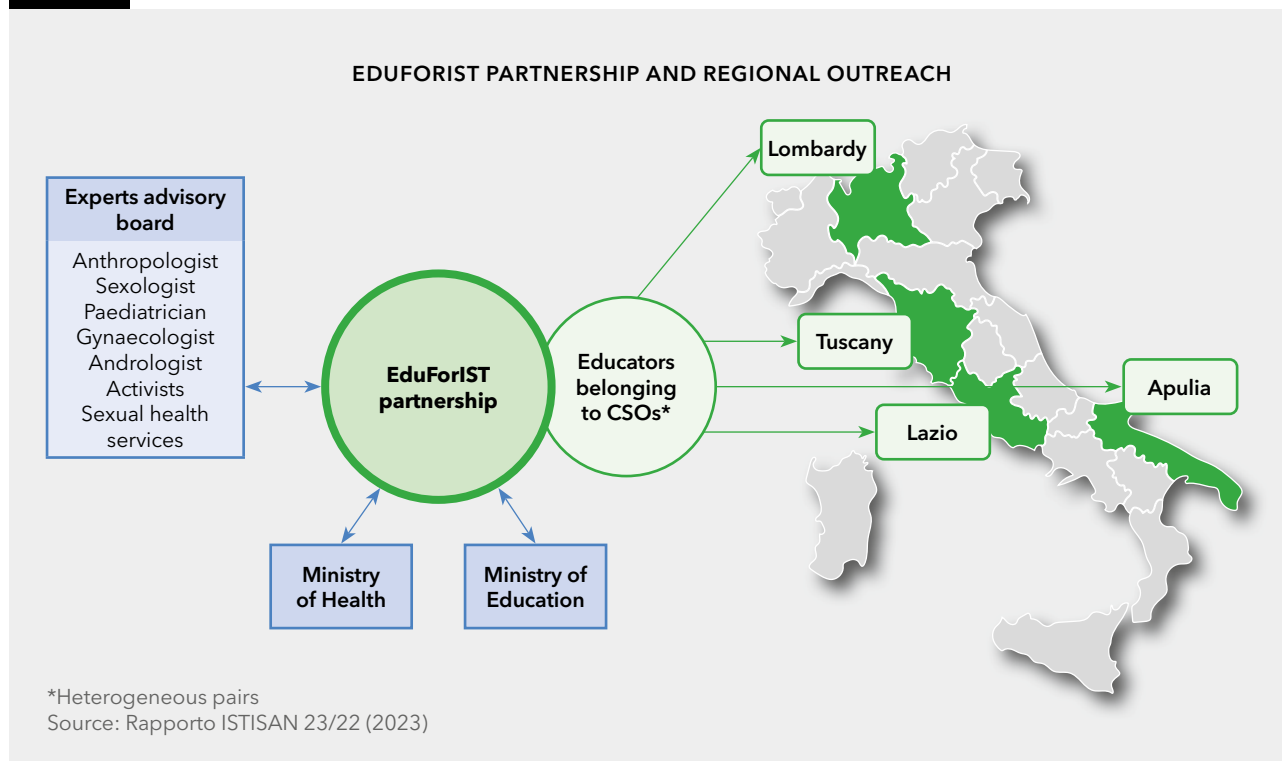 EDUFORIST PARTNERSHIP AND REGIONAL OUTREACH
Experts advisory
board
Anthropologist
Sexologist
Paediatrician
Gynaecologist
Andrologist
Activists
Sexual health
services
EduForIST
partnership
Educators
belonging
to CSOs*
Lombardy
Tuscany
Apulia
Lazio
Ministry
of Health
Ministry of
Education
*Heterogeneous pairs
Source: Rapporto ISTISAN 23/22 (2023)